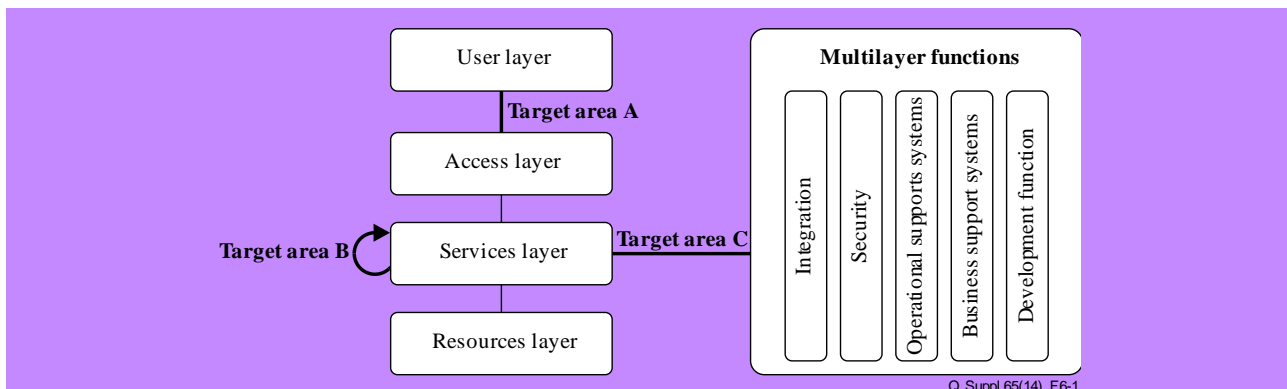 User layer
Target area A
Access layer
Target area B
Services layer
Target area C
Resources layer
Multilayer functions
Integration
Security
Operational supports systems
Business support systems
Development function
Q Suppl.65(14)_F6-1